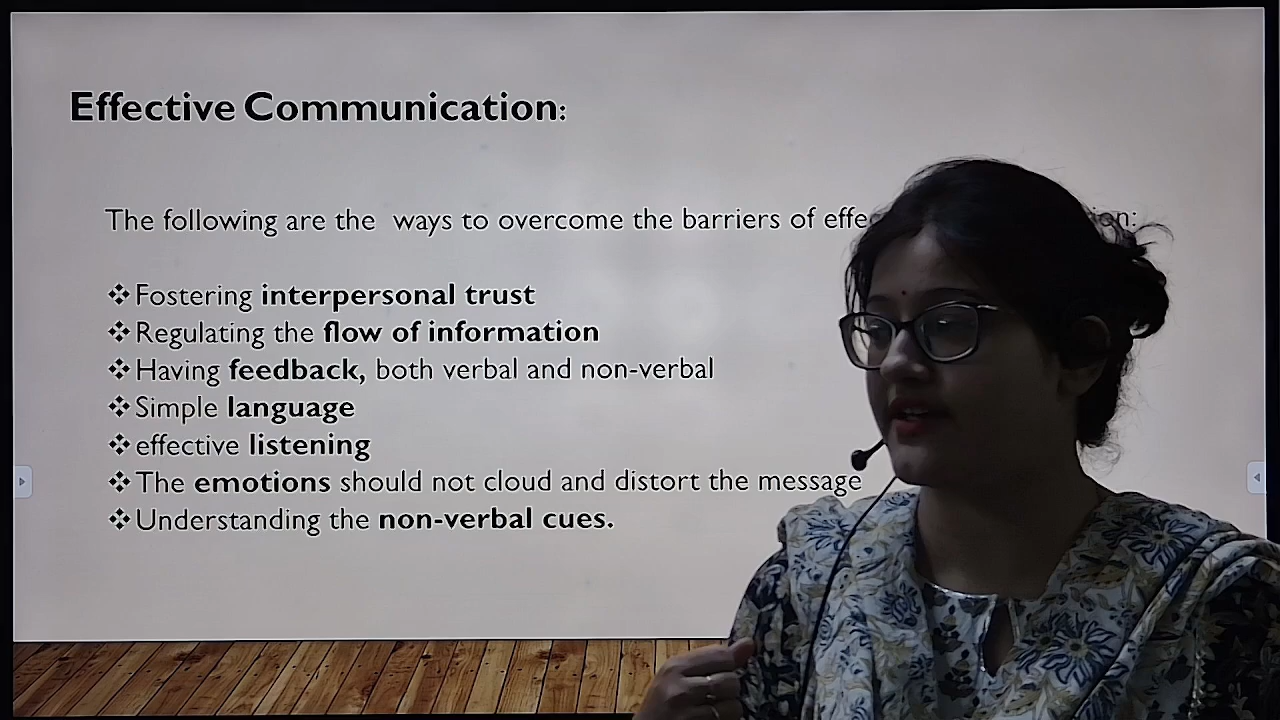 Effective Communication:
The following are the ways to overcome the barriers of
❖Fostering interpersonal trust
❖Regulating the flow of information
❖Having feedback, both verbal and non-verbal
❖Simple language
❖effective listening
❖The emotions should not cloud and distort the message
❖Understanding the non-verbal cues.